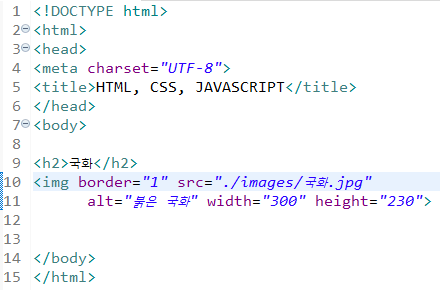 1 <!DOCTYPE html>
2 <html>
3 <head>
4 <meta charset="UTF-8">
5 <title>HTML, CSS, JAVASCRIPT</title>
6 </head>
7 <body>
8
9 <h2>국화</h2>
10 <img border="1" src="./images/국화.jpg"
11 alt="붉은 국화" width="300" height="230">
12
13
14 </body>
15 </html>